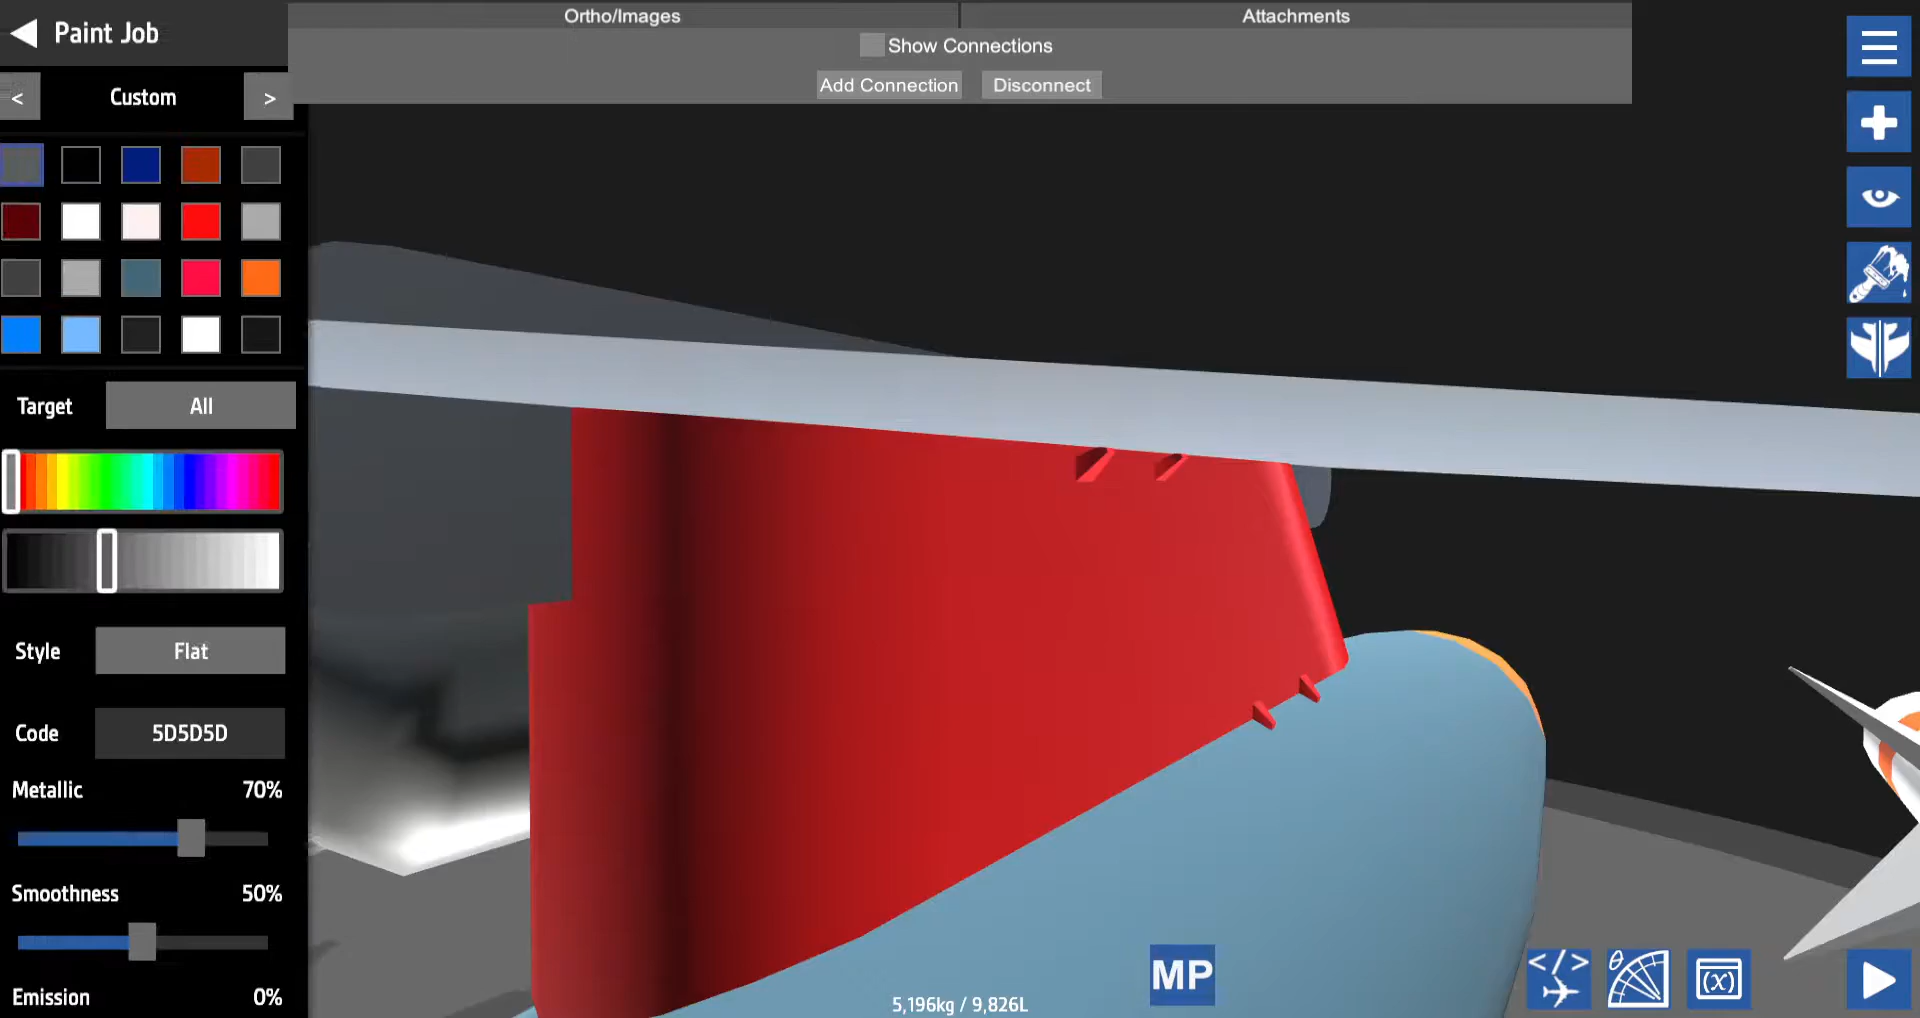 Paint Job
Ortho/Images
Attachments
Show Connections
Add Connection
Disconnect
<
Custom
>
Target
All
Style
Flat
Code
5D5D5D
Metallic
70%
Smoothness
50%
Emission
0%
MP
5,196kg / 9,826L
</>
θ
(x)